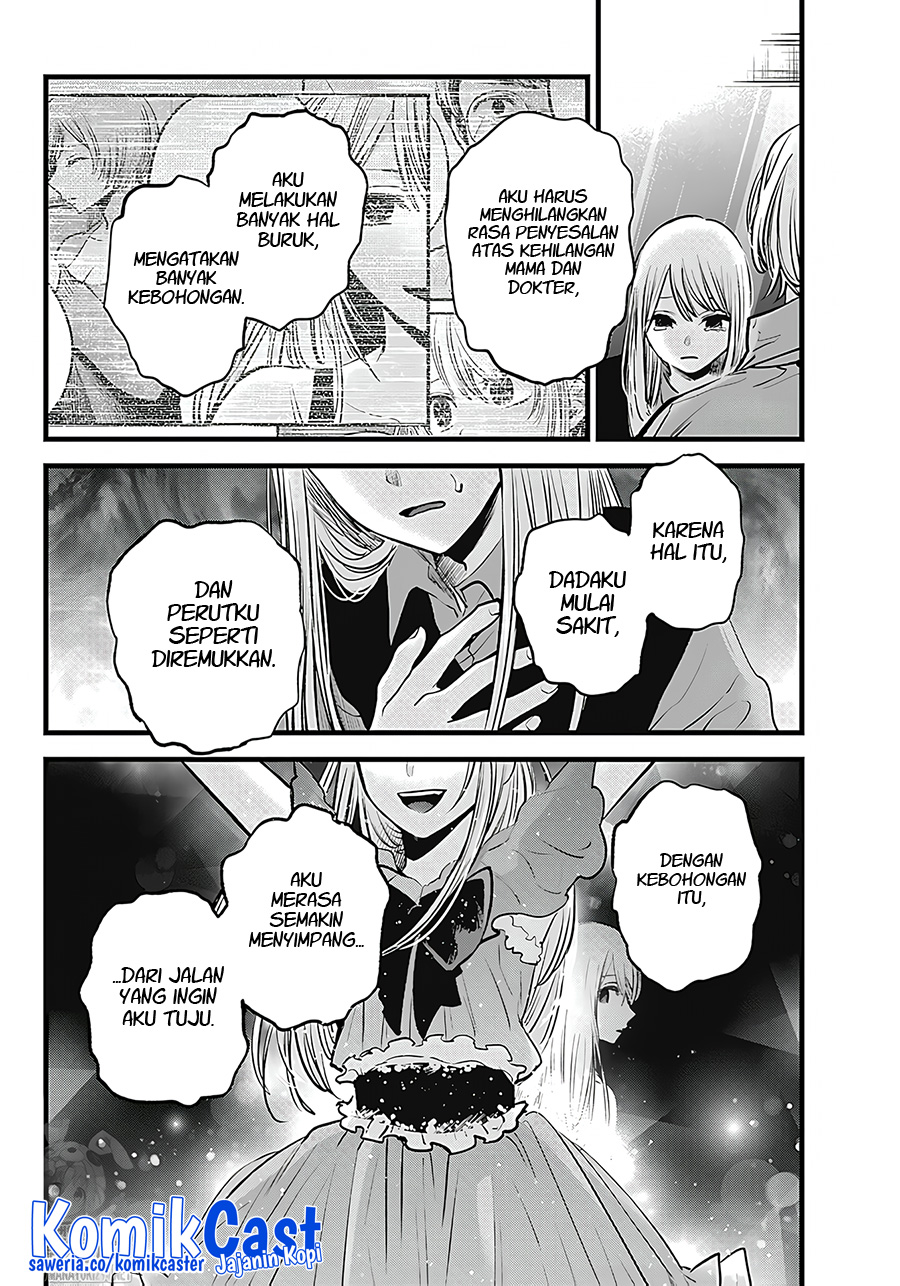 AKU HARUS
MENGHILANGKAN
RASA PENYESALAN
ATAS KEHILANGAN
MAMA DAN
DOKTER,
AKU
MELAKUKAN
BANYAK HAL
BURUK,
MENGATAKAN
BANYAK
KEBOHONGAN.
KARENA
HAL ITU,
DADAKU
MULAI
SAKIT,
DAN
PERUTKU
SEPERTI
DIREMUKKAN.
DENGAN
KEBOHONGAN
ITU,
AKU
MERASA
SEMAKIN
MENYIMPANG...
...DARI JALAN
YANG INGIN
AKU TUJU.
KomikCast
saweria.co/komikcaster Jajanin Kopi